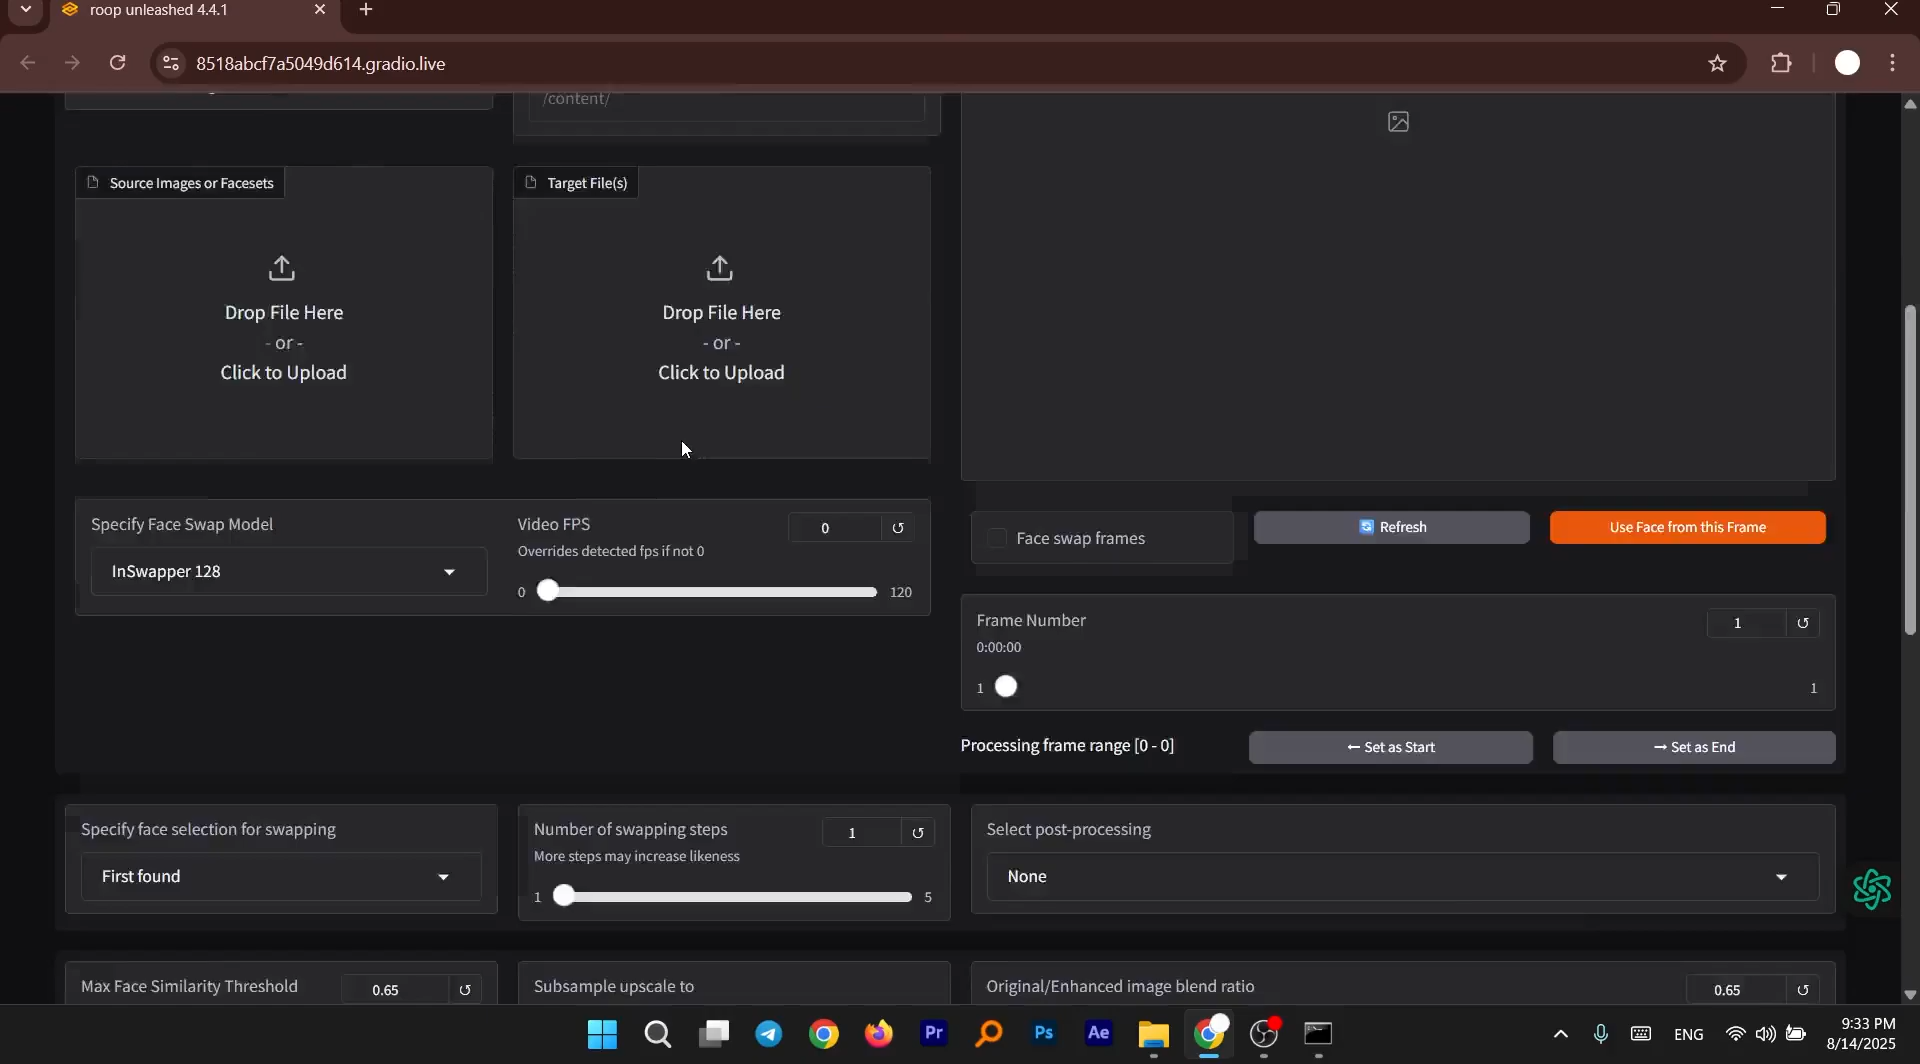 roop unleashed 4.4.1
8518abcf7a5049d614.gradio.live
/content/
Source Images or Facesets
Target File(s)
Drop File Here
- or -
Click to Upload
Drop File Here
- or -
Click to Upload
Specify Face Swap Model
InSwapper 128
Video FPS
0
Overrides detected fps if not 0
0
120
Face swap frames
Refresh
Use Face from this Frame
Frame Number
1
0:00:00
1
1
Processing frame range [0 - 0]
← Set as Start
→ Set as End
Specify face selection for swapping
First found
Number of swapping steps
1
More steps may increase likeness
1
5
Select post-processing
None
Max Face Similarity Threshold
0.65
Subsample upscale to
Original/Enhanced image blend ratio
0.65
Pr
Ps
Ae
ENG
9:33 PM
8/14/2025